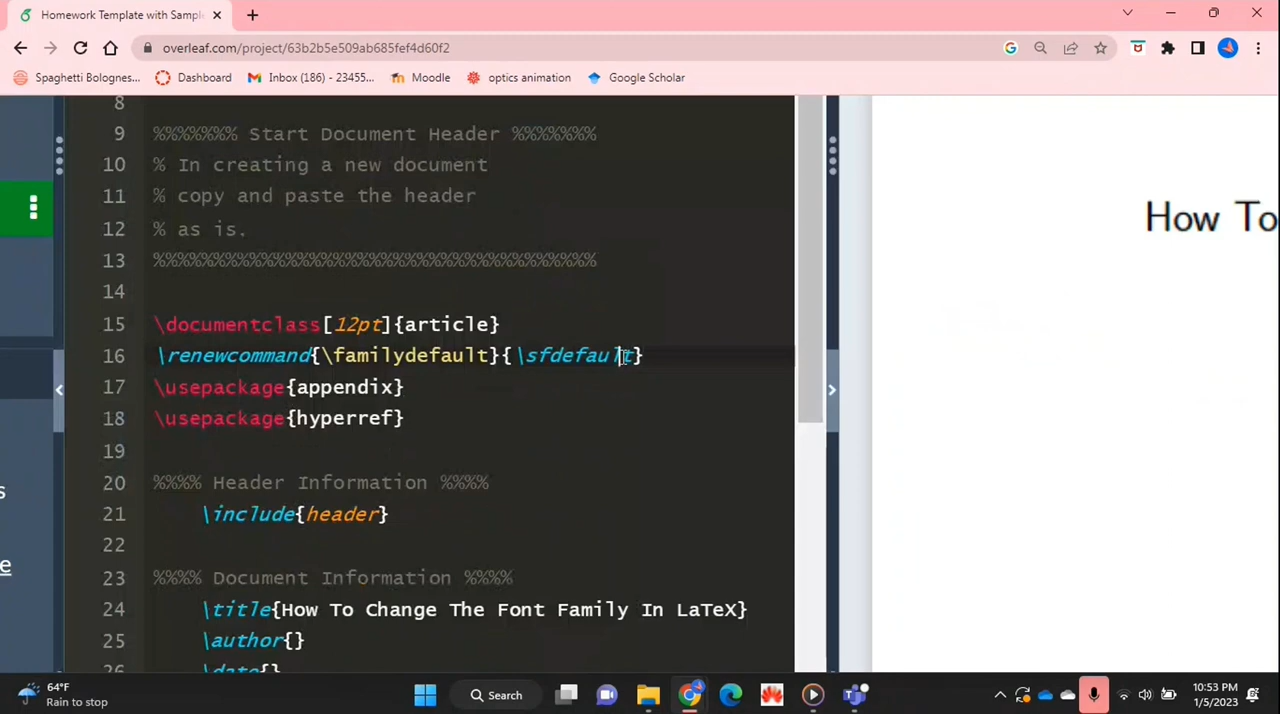 Homework Template with Sampl
overleaf.com/project/63b2b5e509ab685fef4d60f2
Spaghetti Bolognes... Dashboard Inbox (186) - 23455... Moodle optics animation Google Scholar
8
9 %%%%%%% Start Document Header %%%%%%%
10 % In creating a new document
11 % copy and paste the header
12 % as is.
13 %%%%%%%%%%%%%%%%%%%%%%%%%%%%%%%%%%%%%
14
15 \documentclass[12pt]{article}
16 \renewcommand{\familydefault}{\sfdefault}
17 \usepackage{appendix}
18 \usepackage{hyperref}
19
20 %%%% Header Information %%%%
21 \include{header}
22
23 %%%% Document Information %%%%
24 \title{How To Change The Font Family In LaTeX}
25 \author{}
26 \date{}
s
e
How To
64°F
Rain to stop
Search
10:53 PM
1/5/2023